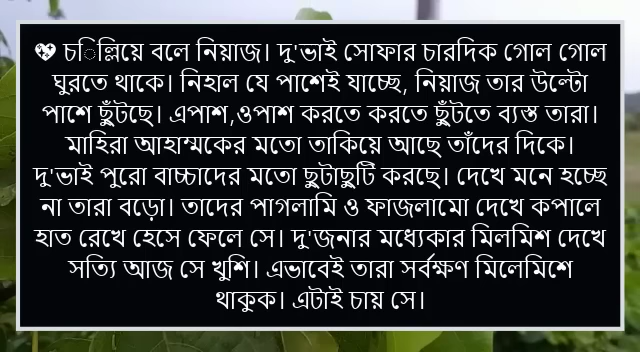 💖 চিল্লিয়ে বলে নিয়াজ। দু'ভাই সোফার চারদিক গোল গোল
ঘুরতে থাকে। নিহাল যে পাশেই যাচ্ছে, নিয়াজ তার উল্টো
পাশে ছুঁটছে। এপাশ,ওপাশ করতে করতে ছুঁটতে ব্যস্ত তারা।
মাহিরা আহাম্মকের মতো তাকিয়ে আছে তাঁদের দিকে।
দু'ভাই পুরো বাচ্চাদের মতো ছুটাছুটি করছে। দেখে মনে হচ্ছে
না তারা বড়ো। তাদের পাগলামি ও ফাজলামো দেখে কপালে
হাত রেখে হেসে ফেলে সে। দু'জনার মধ্যেকার মিলমিশ দেখে
সত্যি আজ সে খুশি। এভাবেই তারা সর্বক্ষণ মিলেমিশে
থাকুক। এটাই চায় সে।